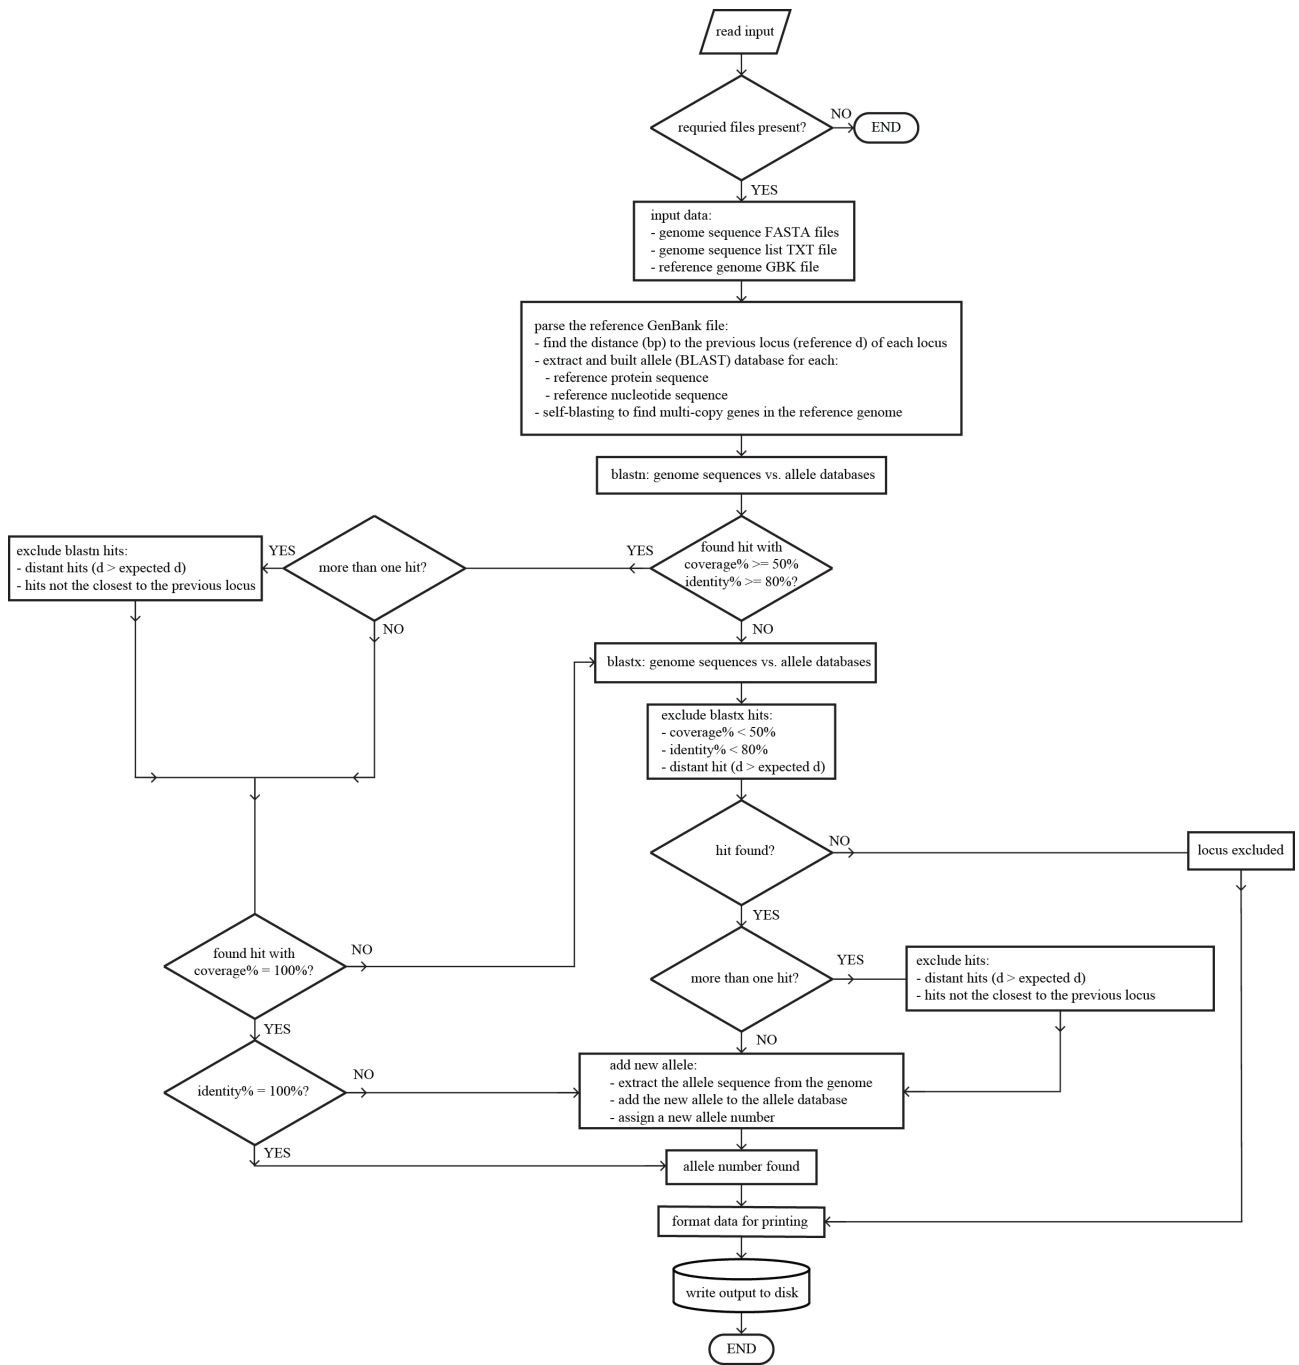 read input
requried files present?
NO
END
YES
input data:
- genome sequence FASTA files
- genome sequence list TXT file
- reference genome GBK file
parse the reference GenBank file:
- find the distance (bp) to the previous locus (reference d) of each locus
- extract and built allele (BLAST) database for each:
- reference protein sequence
- reference nucleotide sequence
- self-blasting to find multi-copy genes in the reference genome
blastn: genome sequences vs. allele databases
found hit with
coverage% >= 50%
identity% >= 80%?
YES
more than one hit?
YES
exclude blastn hits:
- distant hits (d > expected d)
- hits not the closest to the previous locus
NO
NO
blastx: genome sequences vs. allele databases
exclude blastx hits:
- coverage% < 50%
- identity% < 80%
- distant hit (d > expected d)
hit found?
NO
locus excluded
YES
found hit with
coverage% = 100%?
NO
more than one hit?
YES
exclude hits:
- distant hits (d > expected d)
- hits not the closest to the previous locus
YES
NO
identity% = 100%?
NO
add new allele:
- extract the allele sequence from the genome
- add the new allele to the allele database
- assign a new allele number
YES
allele number found
format data for printing
write output to disk
END